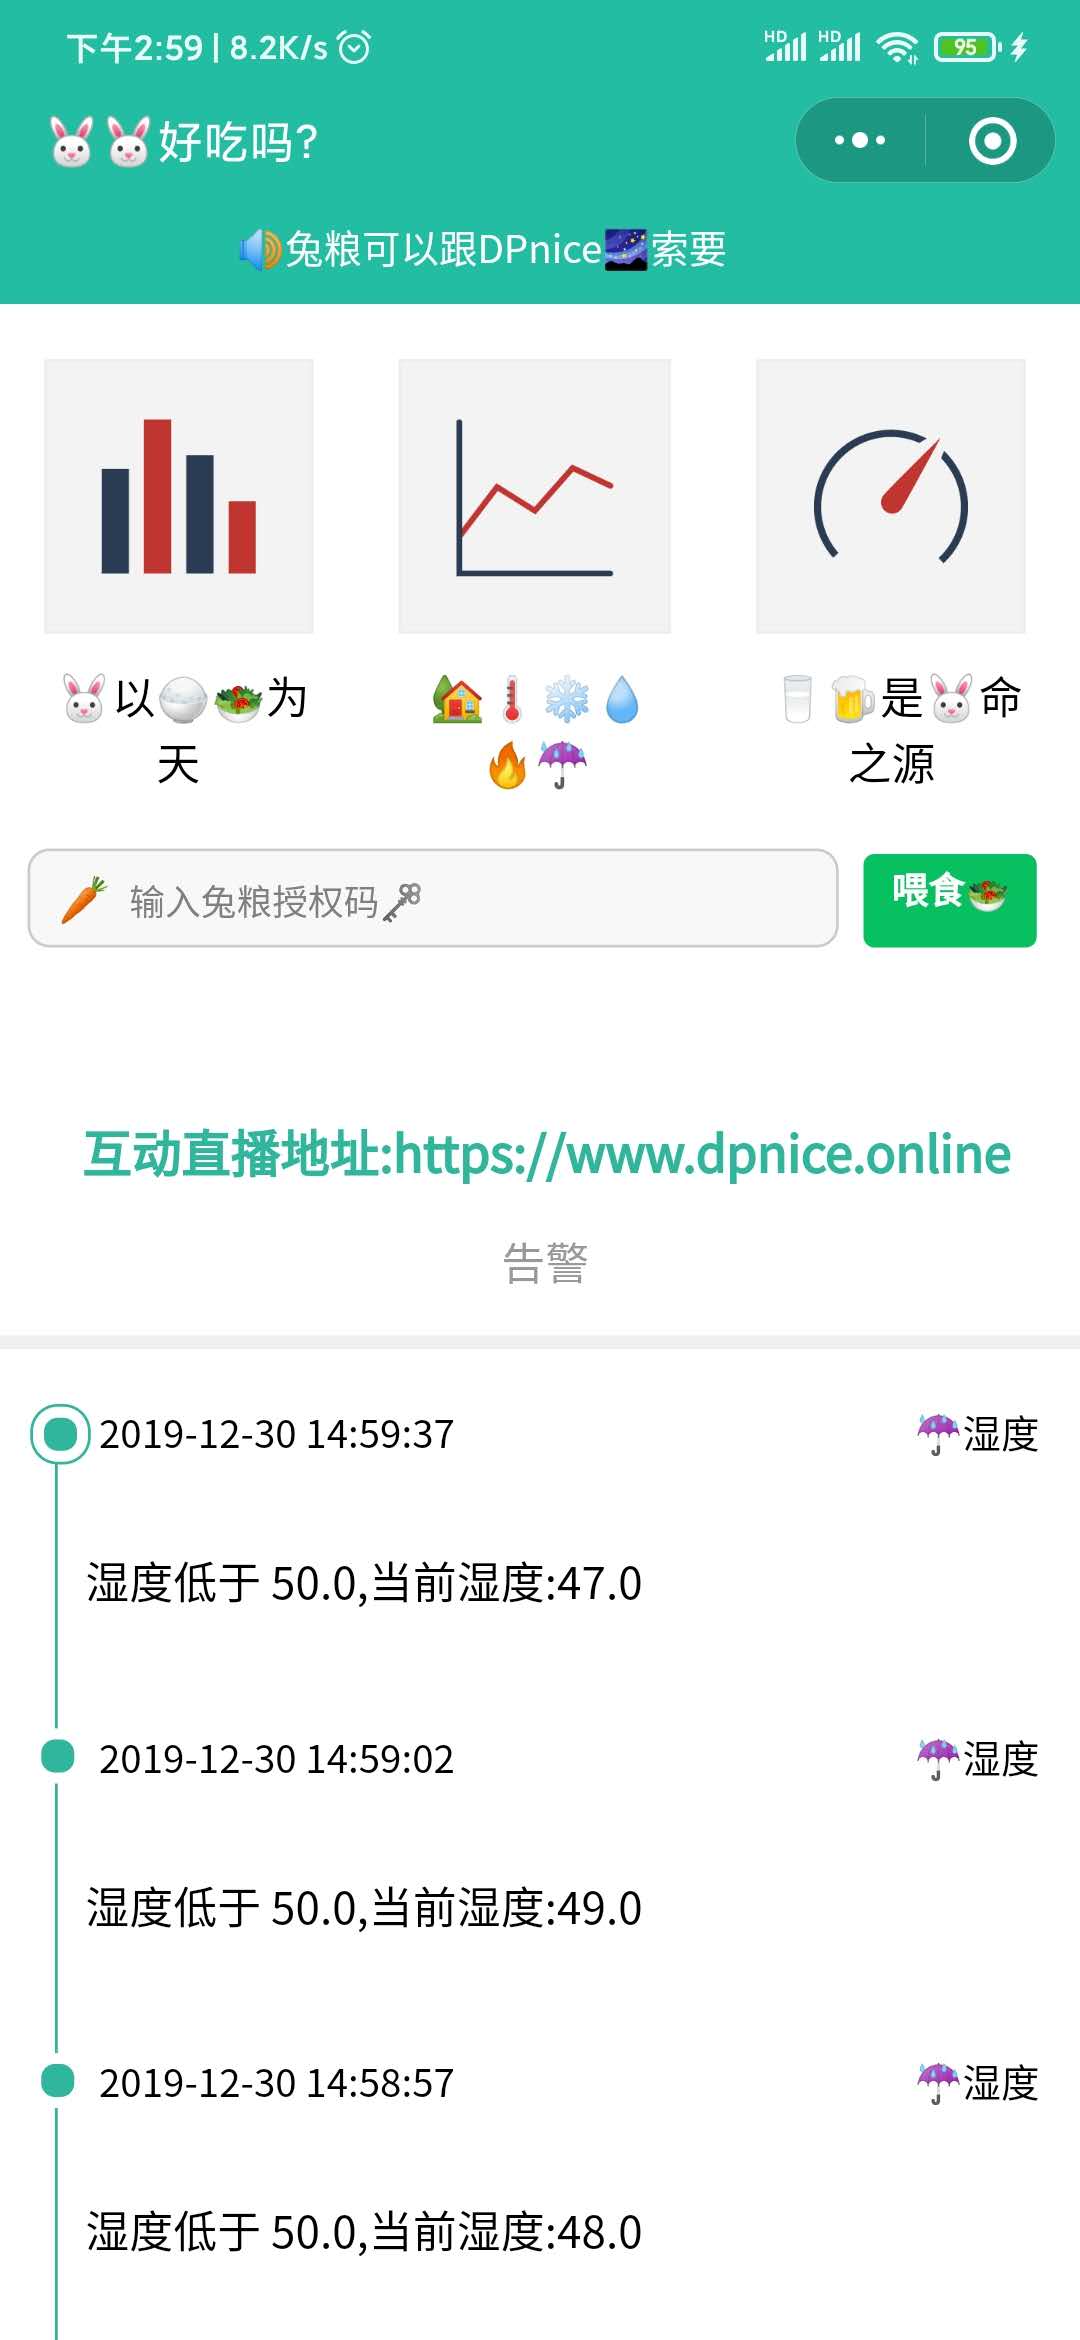 下午2:59 | 8.2K/s
HD HD 95
🐰🐰好吃吗?
🔊兔粮可以跟DPnice🌌索要
🐰以🍚🥗为
天
🏡🌡❄💧
🔥☔
🥛🍺是🐰命
之源
🥕 输入兔粮授权码🗝
喂食🥗
互动直播地址:https://www.dpnice.online
告警
2019-12-30 14:59:37 ☔湿度
湿度低于 50.0,当前湿度:47.0
2019-12-30 14:59:02 ☔湿度
湿度低于 50.0,当前湿度:49.0
2019-12-30 14:58:57 ☔湿度
湿度低于 50.0,当前湿度:48.0